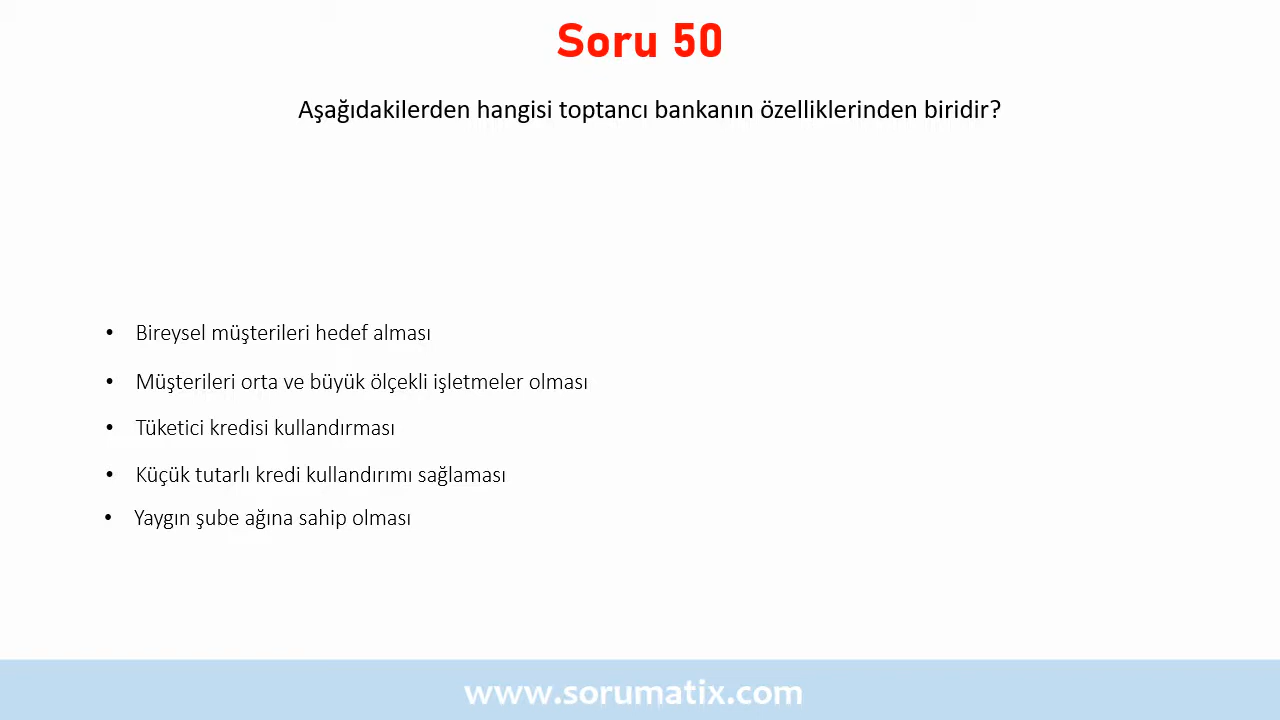 Soru 50
Aşağıdakilerden hangisi toptancı bankanın özelliklerinden biridir?
• Bireysel müşterileri hedef alması
• Müşterileri orta ve büyük ölçekli işletmeler olması
• Tüketici kredisi kullandırması
• Küçük tutarlı kredi kullandırımı sağlaması
• Yaygın şube ağına sahip olması
www.sorumatix.com